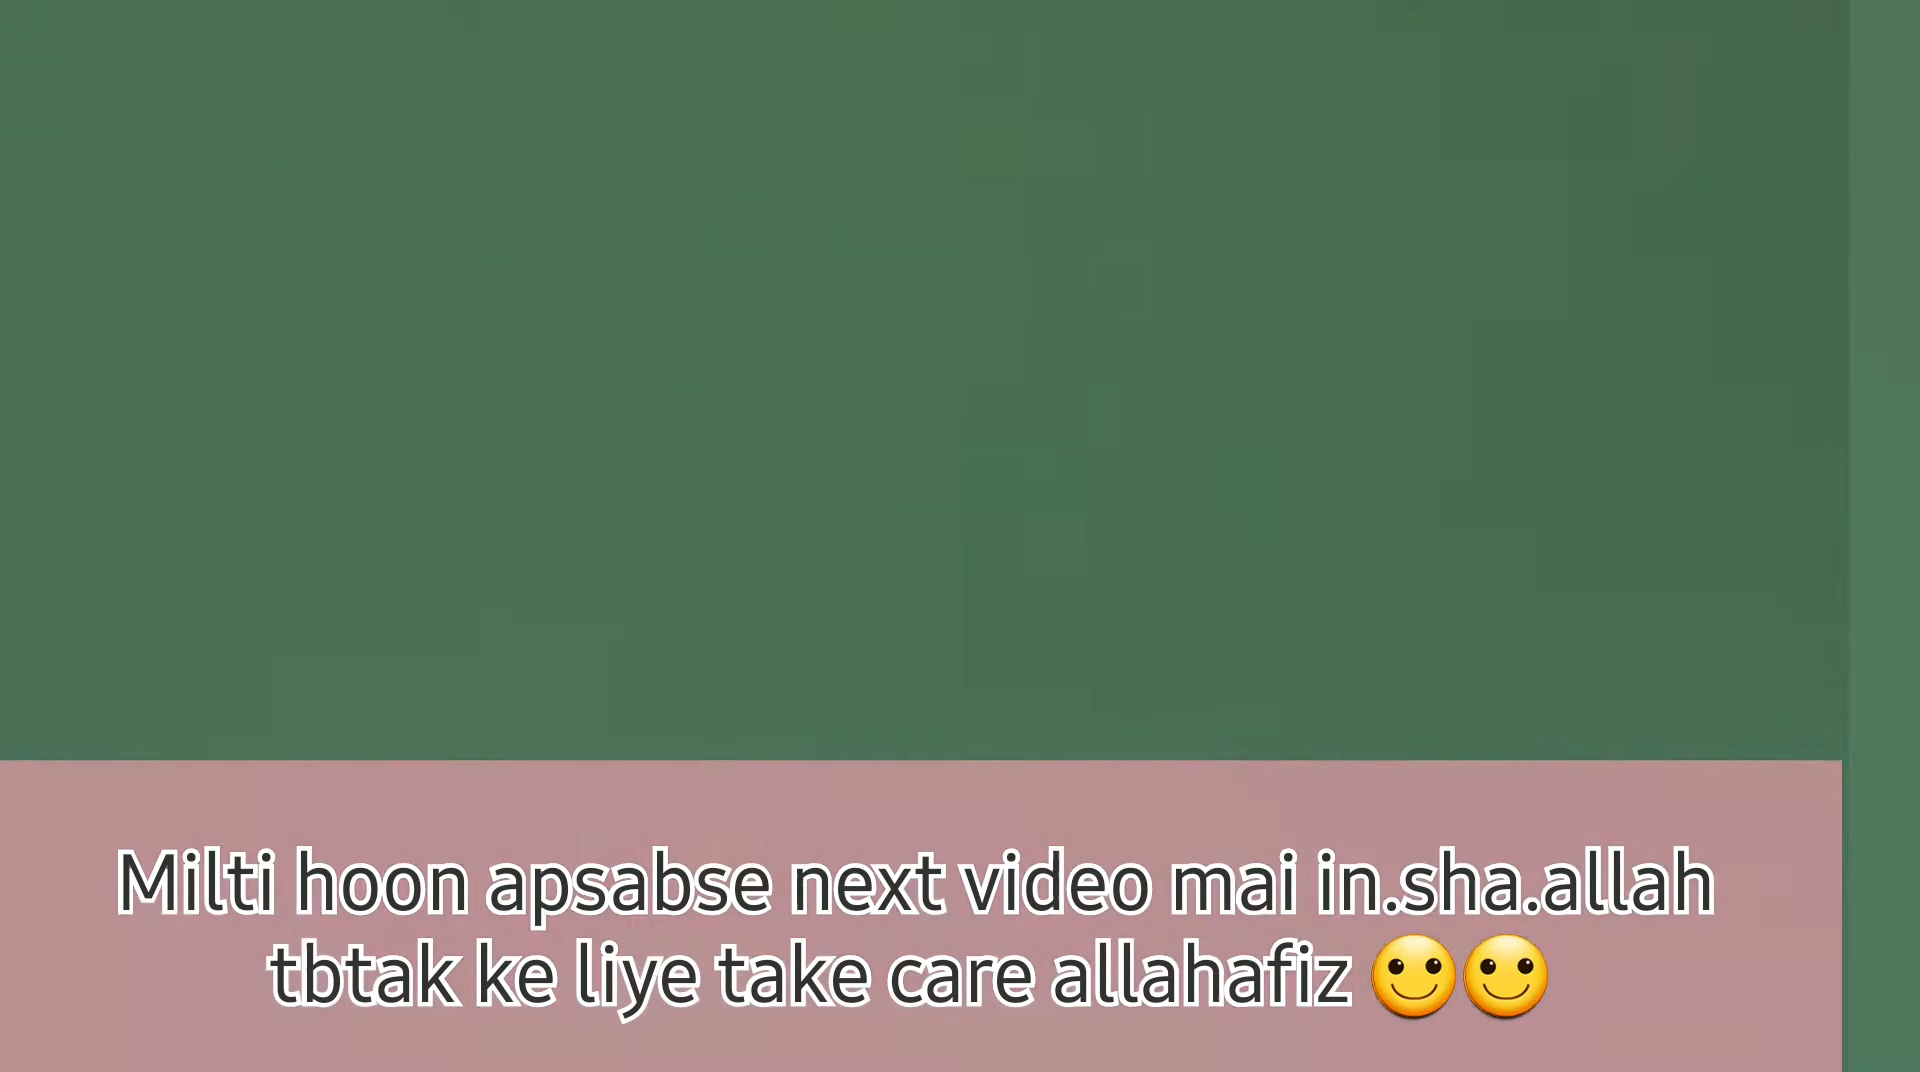 Milti hoon apsabse next video mai in.sha.allah
tbtak ke liye take care allahafiz 🙂🙂